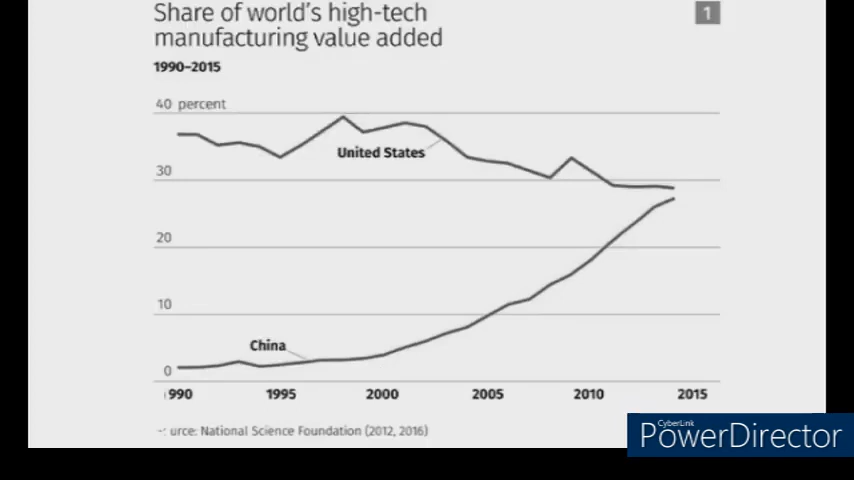 Share of world's high-tech
manufacturing value added
1
1990–2015
40 percent
United States
30
20
10
China
0
990
1995
2000
2005
2010
2015
urce: National Science Foundation (2012, 2016)
CyberLink
PowerDirector